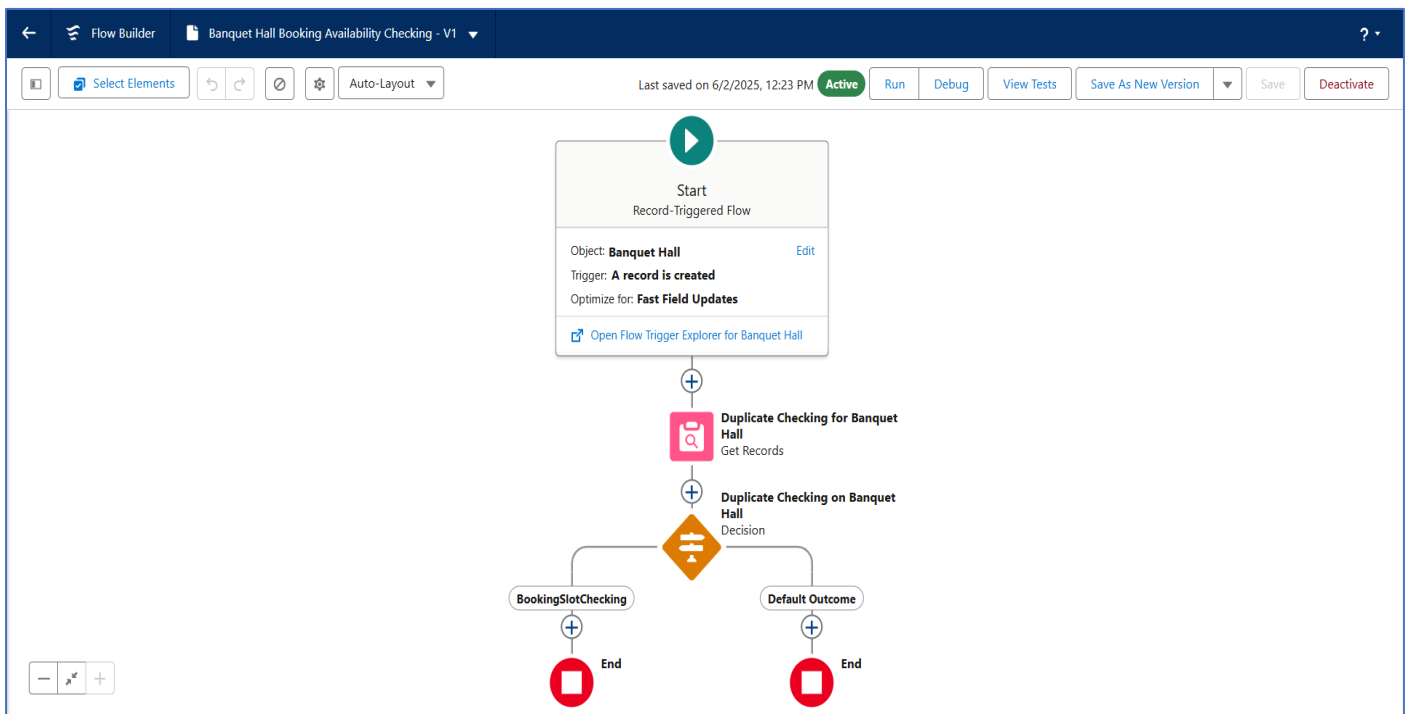 Flow Builder
Banquet Hall Booking Availability Checking - V1
?
Select Elements
Auto-Layout
Last saved on 6/2/2025, 12:23 PM
Active
Run
Debug
View Tests
Save As New Version
Save
Deactivate
Start
Record-Triggered Flow
Object: Banquet Hall
Edit
Trigger: A record is created
Optimize for: Fast Field Updates
Open Flow Trigger Explorer for Banquet Hall
Duplicate Checking for Banquet
Hall
Get Records
Duplicate Checking on Banquet
Hall
Decision
BookingSlotChecking
Default Outcome
End
End